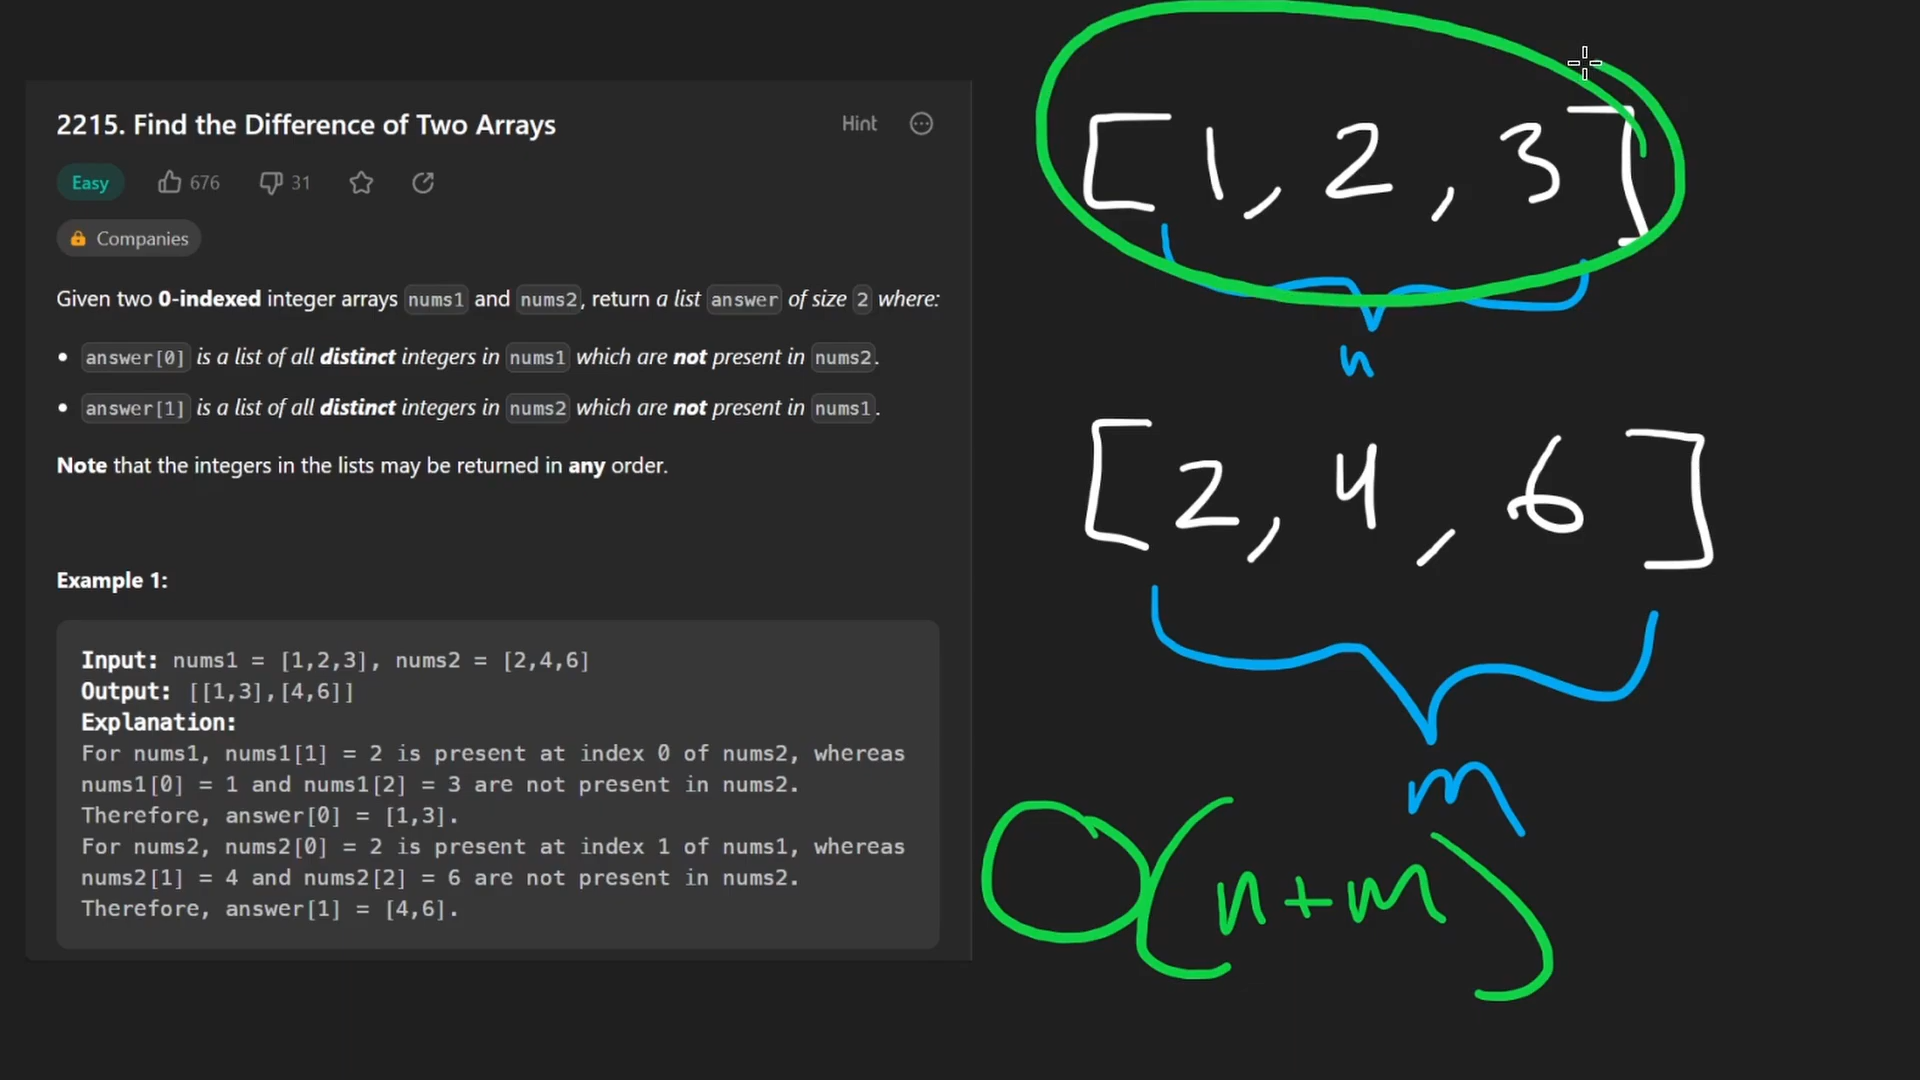 2215. Find the Difference of Two Arrays
Hint
Easy
676
31
Companies
Given two 0-indexed integer arrays nums1 and nums2, return a list answer of size 2 where:
• answer[0] is a list of all distinct integers in nums1 which are not present in nums2.
• answer[1] is a list of all distinct integers in nums2 which are not present in nums1.
Note that the integers in the lists may be returned in any order.
Example 1:
Input: nums1 = [1,2,3], nums2 = [2,4,6]
Output: [[1,3],[4,6]]
Explanation:
For nums1, nums1[1] = 2 is present at index 0 of nums2, whereas
nums1[0] = 1 and nums1[2] = 3 are not present in nums2.
Therefore, answer[0] = [1,3].
For nums2, nums2[0] = 2 is present at index 1 of nums1, whereas
nums2[1] = 4 and nums2[2] = 6 are not present in nums2.
Therefore, answer[1] = [4,6].
[1, 2, 3]
n
[2, 4, 6]
m
O(n+m)